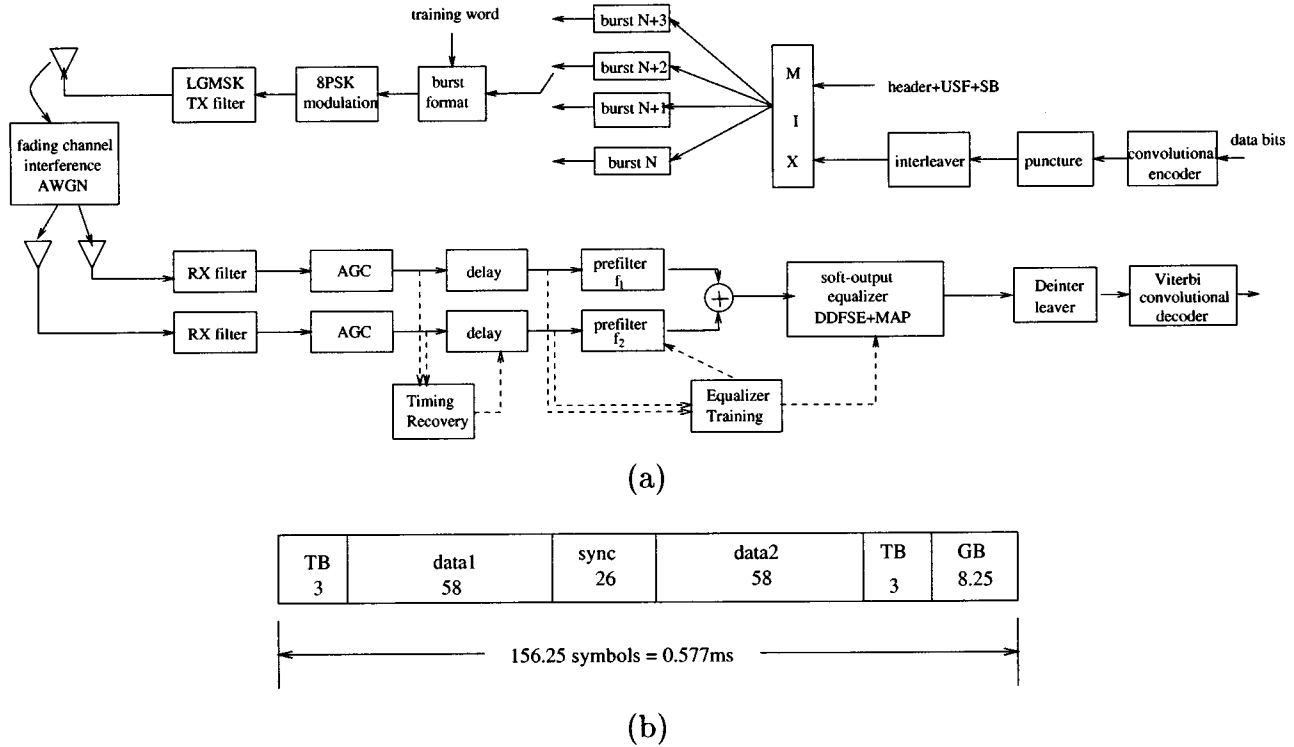 training word
burst N+3
burst N+2
burst N+1
burst N
M
I
X
header+USF+SB
data bits
LGMSK
TX filter
8PSK
modulation
burst
format
interleaver
puncture
convolutional
encoder
fading channel
interference
AWGN
RX filter
AGC
delay
prefilter
f1
+
soft-output
equalizer
DDFSE+MAP
Deinter
leaver
Viterbi
convolutional
decoder
RX filter
AGC
delay
prefilter
f2
Timing
Recovery
Equalizer
Training
(a)
TB
3
data1
58
sync
26
data2
58
TB
3
GB
8.25
156.25 symbols = 0.577ms
(b)